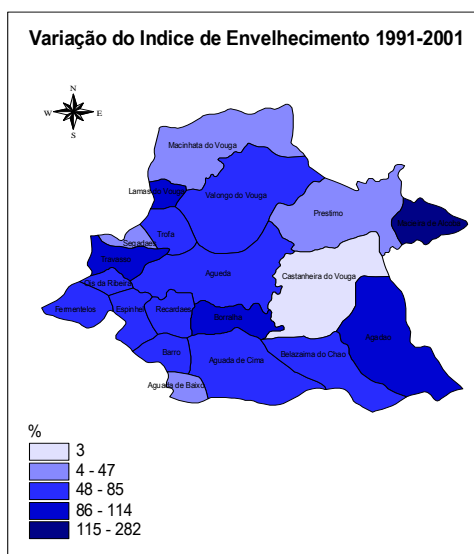 Variação do Indice de Envelhecimento 1991-2001
N
W E
S
Macinhata do Vouga
Lamas do Vouga
Valongo do Vouga
Prestimo
Trofa
Segadaes
Travasso
Agueda
Castanheira do Vouga
Ois da Ribeira
Fermentelos
Espinhel
Recardaes
Borralha
Agadao
Barro
Aguada de Cima
Belazaima do Chao
Aguada de Baixo
%
3
4 - 47
48 - 85
86 - 114
115 - 282